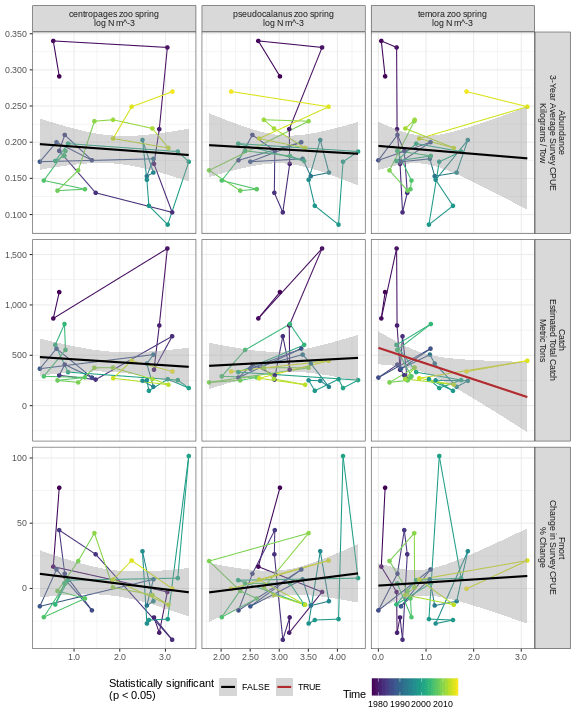 centropages zoo spring
log N m^-3
pseudocalanus zoo spring
log N m^-3
temora zoo spring
log N m^-3
0.350
0.300
0.250
0.200
0.150
0.100
Abundance
3-Year Average Survey CPUE
Kilograms / Tow
1,500
1,000
500
0
Catch
Estimated Total Catch
Metric Tons
100
50
0
Fmort
Change in Survey CPUE
% Change
1.0 2.0 3.0
2.00 2.50 3.00 3.50 4.00
0.0 1.0 2.0 3.0
Statistically significant
(p < 0.05)
FALSE
TRUE
Time
1980 1990 2000 2010